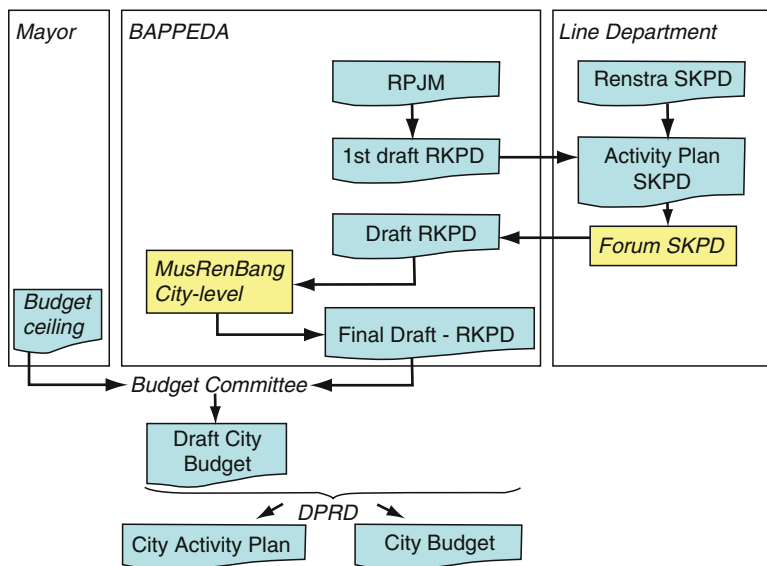 Mayor
BAPPEDA
Line Department
RPJM
Renstra SKPD
1st draft RKPD
Activity Plan
SKPD
Draft RKPD
Forum SKPD
MusRenBang
City-level
Budget
ceiling
Final Draft - RKPD
Budget Committee
Draft City
Budget
DPRD
City Activity Plan
City Budget